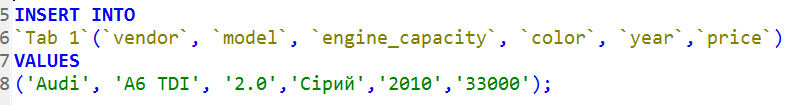 5 INSERT INTO
6 `Tab 1`(`vendor`, `model`, `engine_capacity`, `color`, `year`,`price`)
7 VALUES
8 ('Audi', 'A6 TDI', '2.0','Сірий','2010','33000');